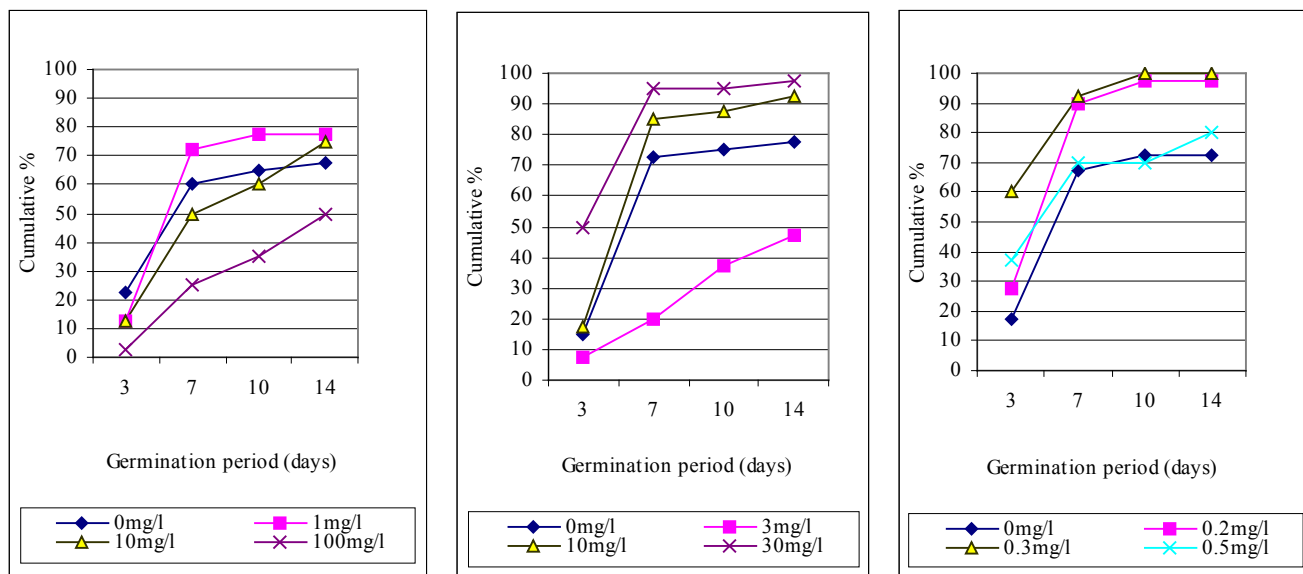 100
90
80
70
60
50
40
30
20
10
0
Cumulative %
3 7 10 14
Germination period (days)
0mg/l 1mg/l
10mg/l 100mg/l
100
90
80
70
60
50
40
30
20
10
0
Cumulative %
3 7 10 14
Germination period (days)
0mg/l 3mg/l
10mg/l 30mg/l
100
90
80
70
60
50
40
30
20
10
0
Cumulative %
3 7 10 14
Germination period (days)
0mg/l 0.2mg/l
0.3mg/l 0.5mg/l